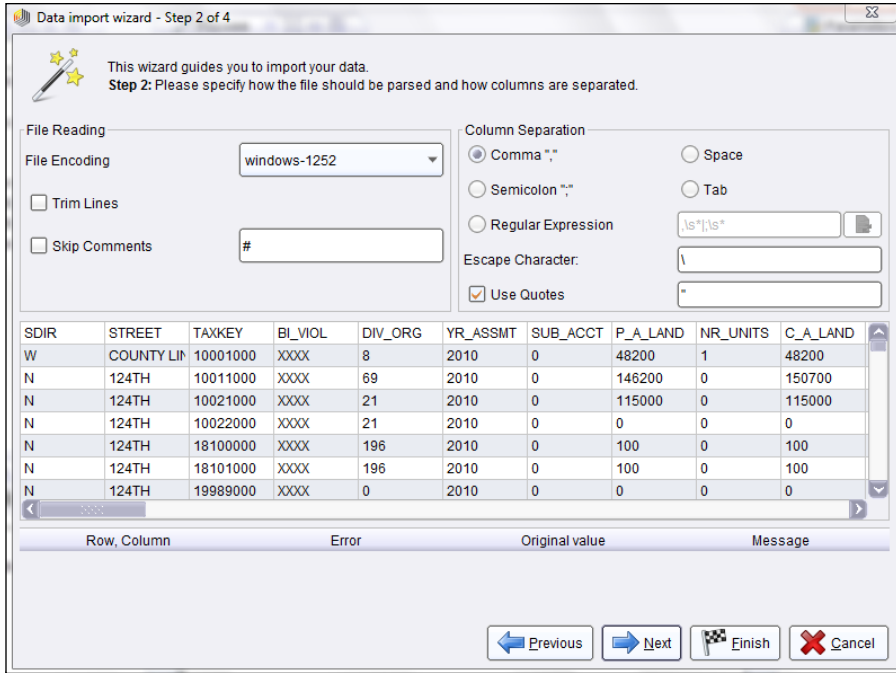 Data import wizard - Step 2 of 4
This wizard guides you to import your data.
Step 2: Please specify how the file should be parsed and how columns are separated.
File Reading
File Encoding windows-1252
Trim Lines
Skip Comments #
Column Separation
Comma "," Space
Semicolon ";" Tab
Regular Expression ,\s*|;\s*
Escape Character: \
Use Quotes "
SDIR STREET TAXKEY BI_VIOL DIV_ORG YR_ASSMT SUB_ACCT P_A_LAND NR_UNITS C_A_LAND
W COUNTY LIN 10001000 XXXX 8 2010 0 48200 1 48200
N 124TH 10011000 XXXX 69 2010 0 146200 0 150700
N 124TH 10021000 XXXX 21 2010 0 115000 0 115000
N 124TH 10022000 XXXX 21 2010 0 0 0 0
N 124TH 18100000 XXXX 196 2010 0 100 0 100
N 124TH 18101000 XXXX 196 2010 0 100 0 100
N 124TH 19989000 XXXX 0 2010 0 0 0 0
Row, Column Error Original value Message
Previous Next Finish Cancel